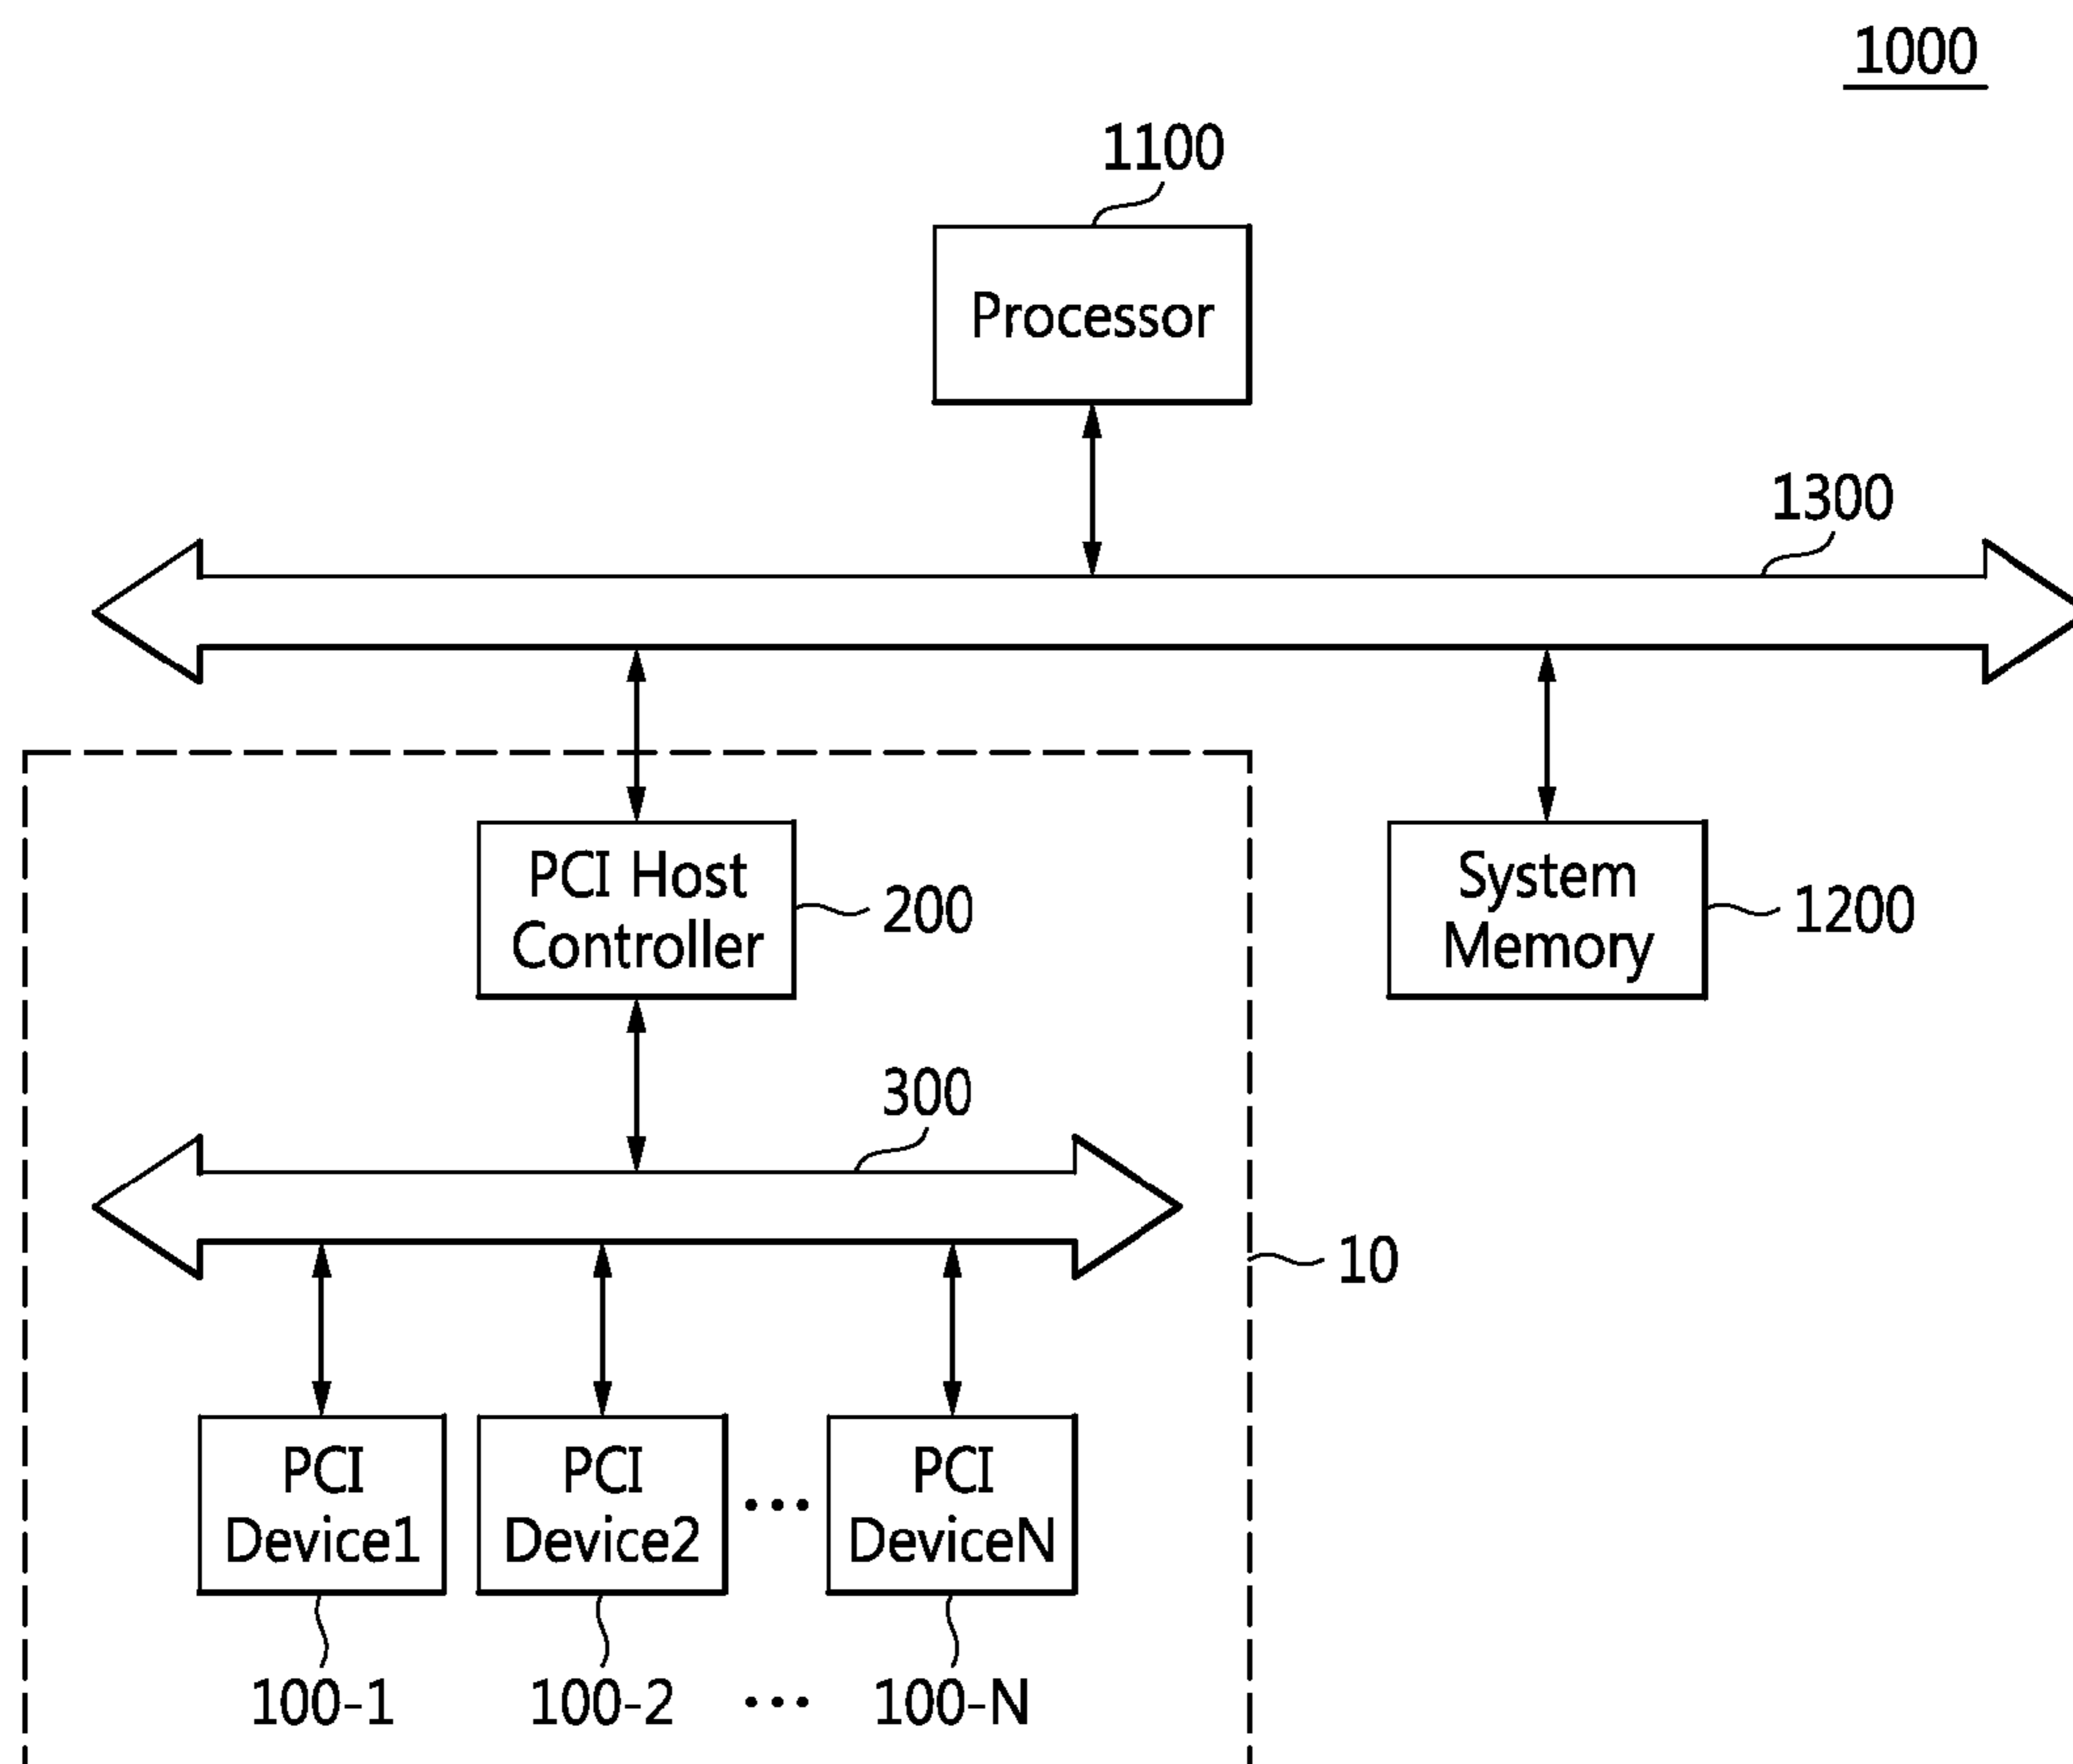 1000
1100
Processor
1300
PCI Host
Controller
200
System
Memory
1200
300
10
PCI
Device1
PCI
Device2
•••
PCI
DeviceN
100-1
100-2
•••
100-N